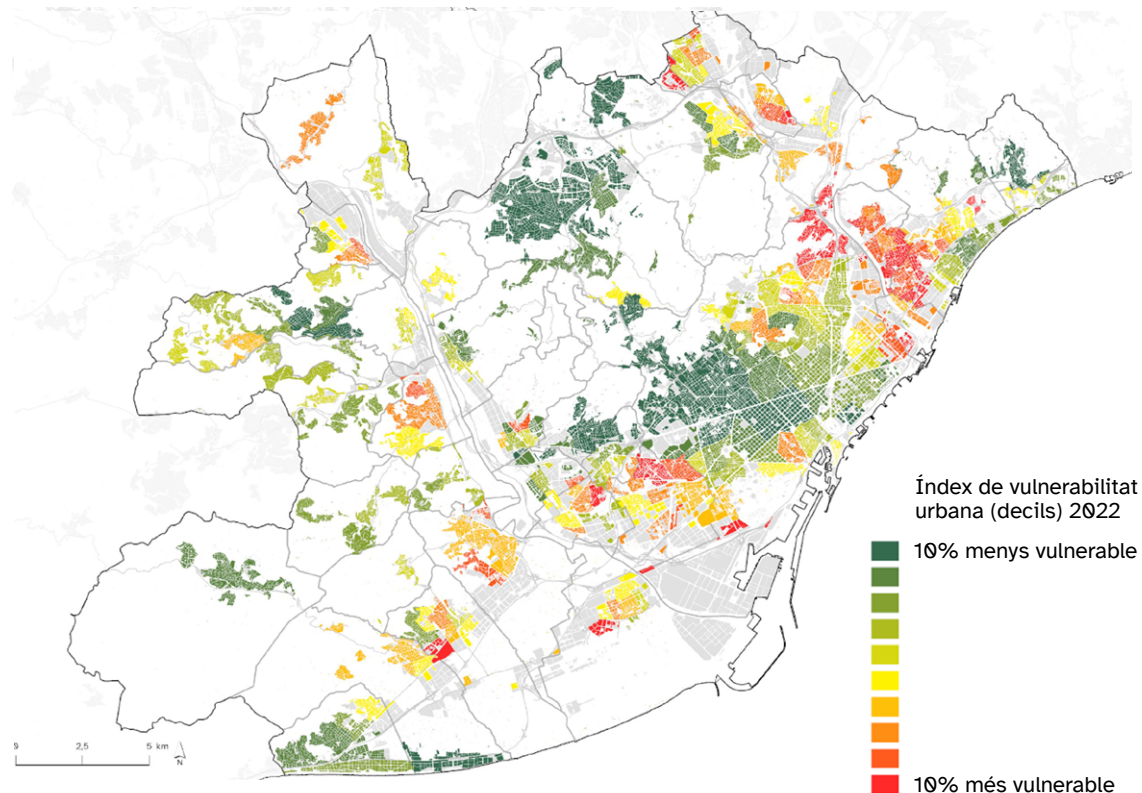 Índex de vulnerabilitat
urbana (decils) 2022
10% menys vulnerable
10% més vulnerable
0 2,5 5 km
N